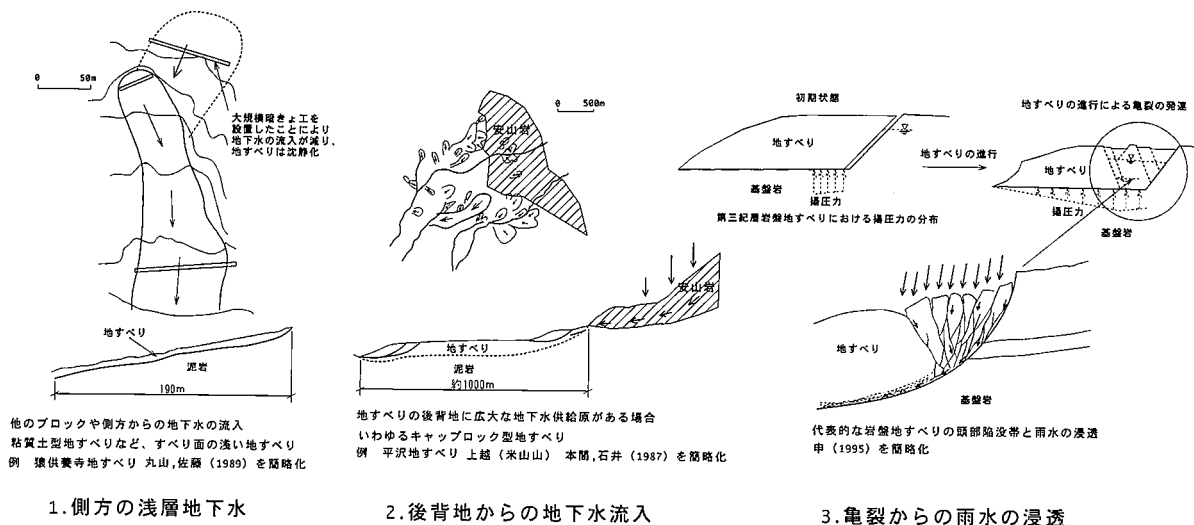 0 50m
大規模暗きょ工を
設置したことにより
地下水の流入が減り、
地すべりは沈静化
地すべり
泥岩
190m
他のブロックや側方からの地下水の流入
粘質土型地すべりなど、すべり面の浅い地すべり
例 猿供養寺地すべり 丸山,佐藤(1989)を簡略化
1.側方の浅層地下水
0 500m
安山岩
安山岩
地すべり
泥岩
約1000m
地すべりの後背地に広大な地下水供給原がある場合
いわゆるキャップロック型地すべり
例 平沢地すべり 上越(米山山) 本間,石井(1987)を簡略化
2.後背地からの地下水流入
初期状態
地すべり
基盤岩
揚圧力
第三紀層岩盤地すべりにおける揚圧力の分布
地すべりの進行
地すべりの進行による亀裂の発達
地すべり
揚圧力
基盤岩
地すべり
基盤岩
代表的な岩盤地すべりの頭部陥没帯と雨水の浸透
申(1995)を簡略化
3.亀裂からの雨水の浸透